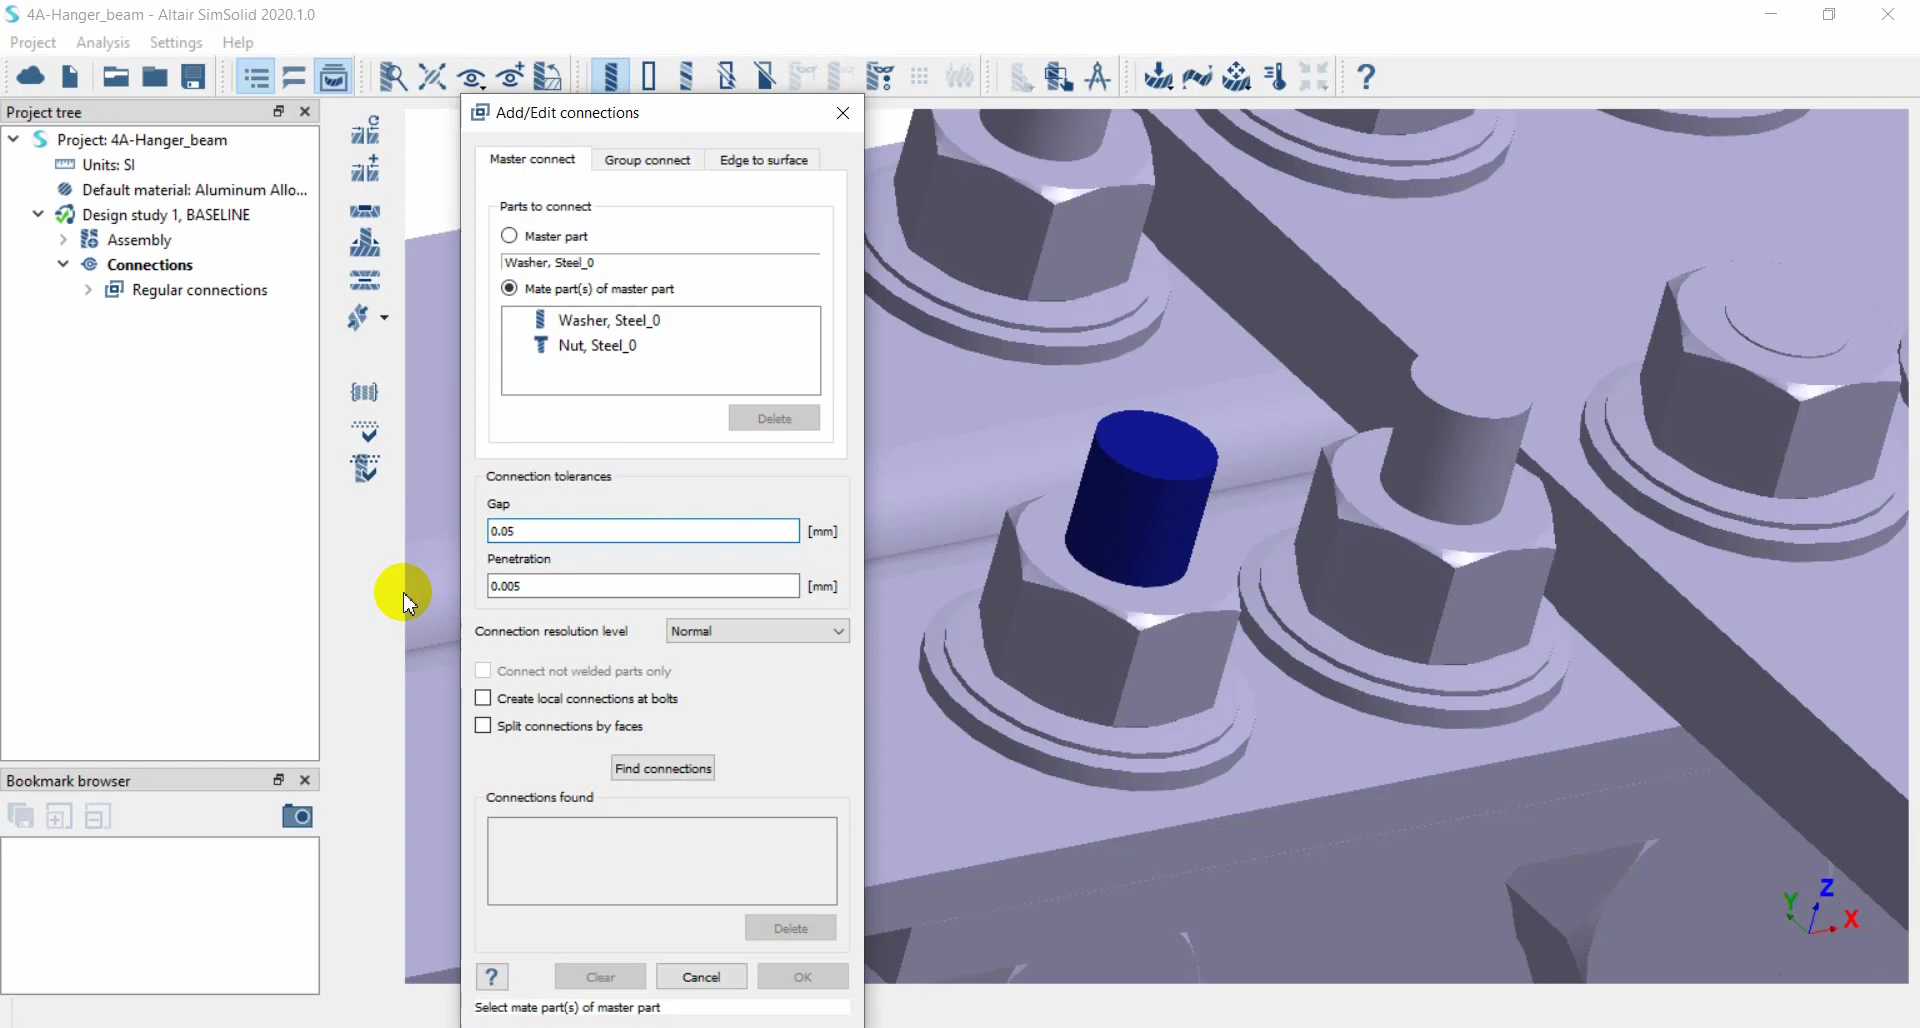 4A-Hanger_beam - Altair SimSolid 2020.1.0
Project Analysis Settings Help
Project tree
Project: 4A-Hanger_beam
Units: SI
Default material: Aluminum Allo...
Design study 1, BASELINE
Assembly
Connections
Regular connections
Bookmark browser
Add/Edit connections
Master connect Group connect Edge to surface
Parts to connect
Master part
Washer, Steel_0
Mate part(s) of master part
Washer, Steel_0
Nut, Steel_0
Delete
Connection tolerances
Gap
0.05 [mm]
Penetration
0.005 [mm]
Connection resolution level Normal
Connect not welded parts only
Create local connections at bolts
Split connections by faces
Find connections
Connections found
Delete
? Clear Cancel OK
Select mate part(s) of master part
Y Z X